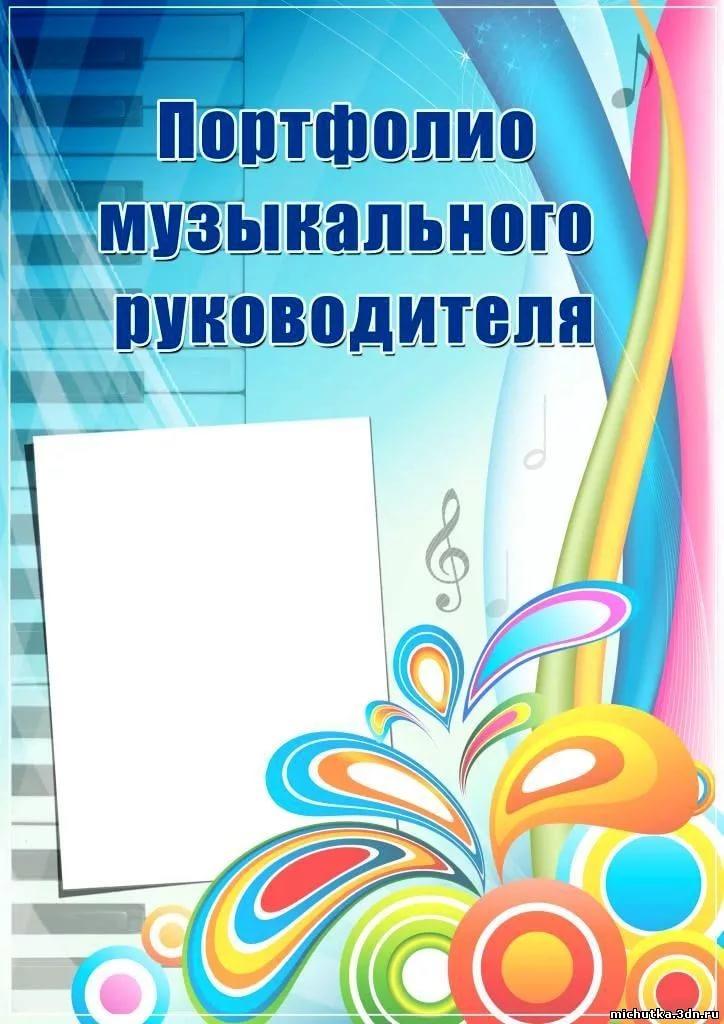 Портфолио
музыкального
руководителя
michutka.3dn.ru